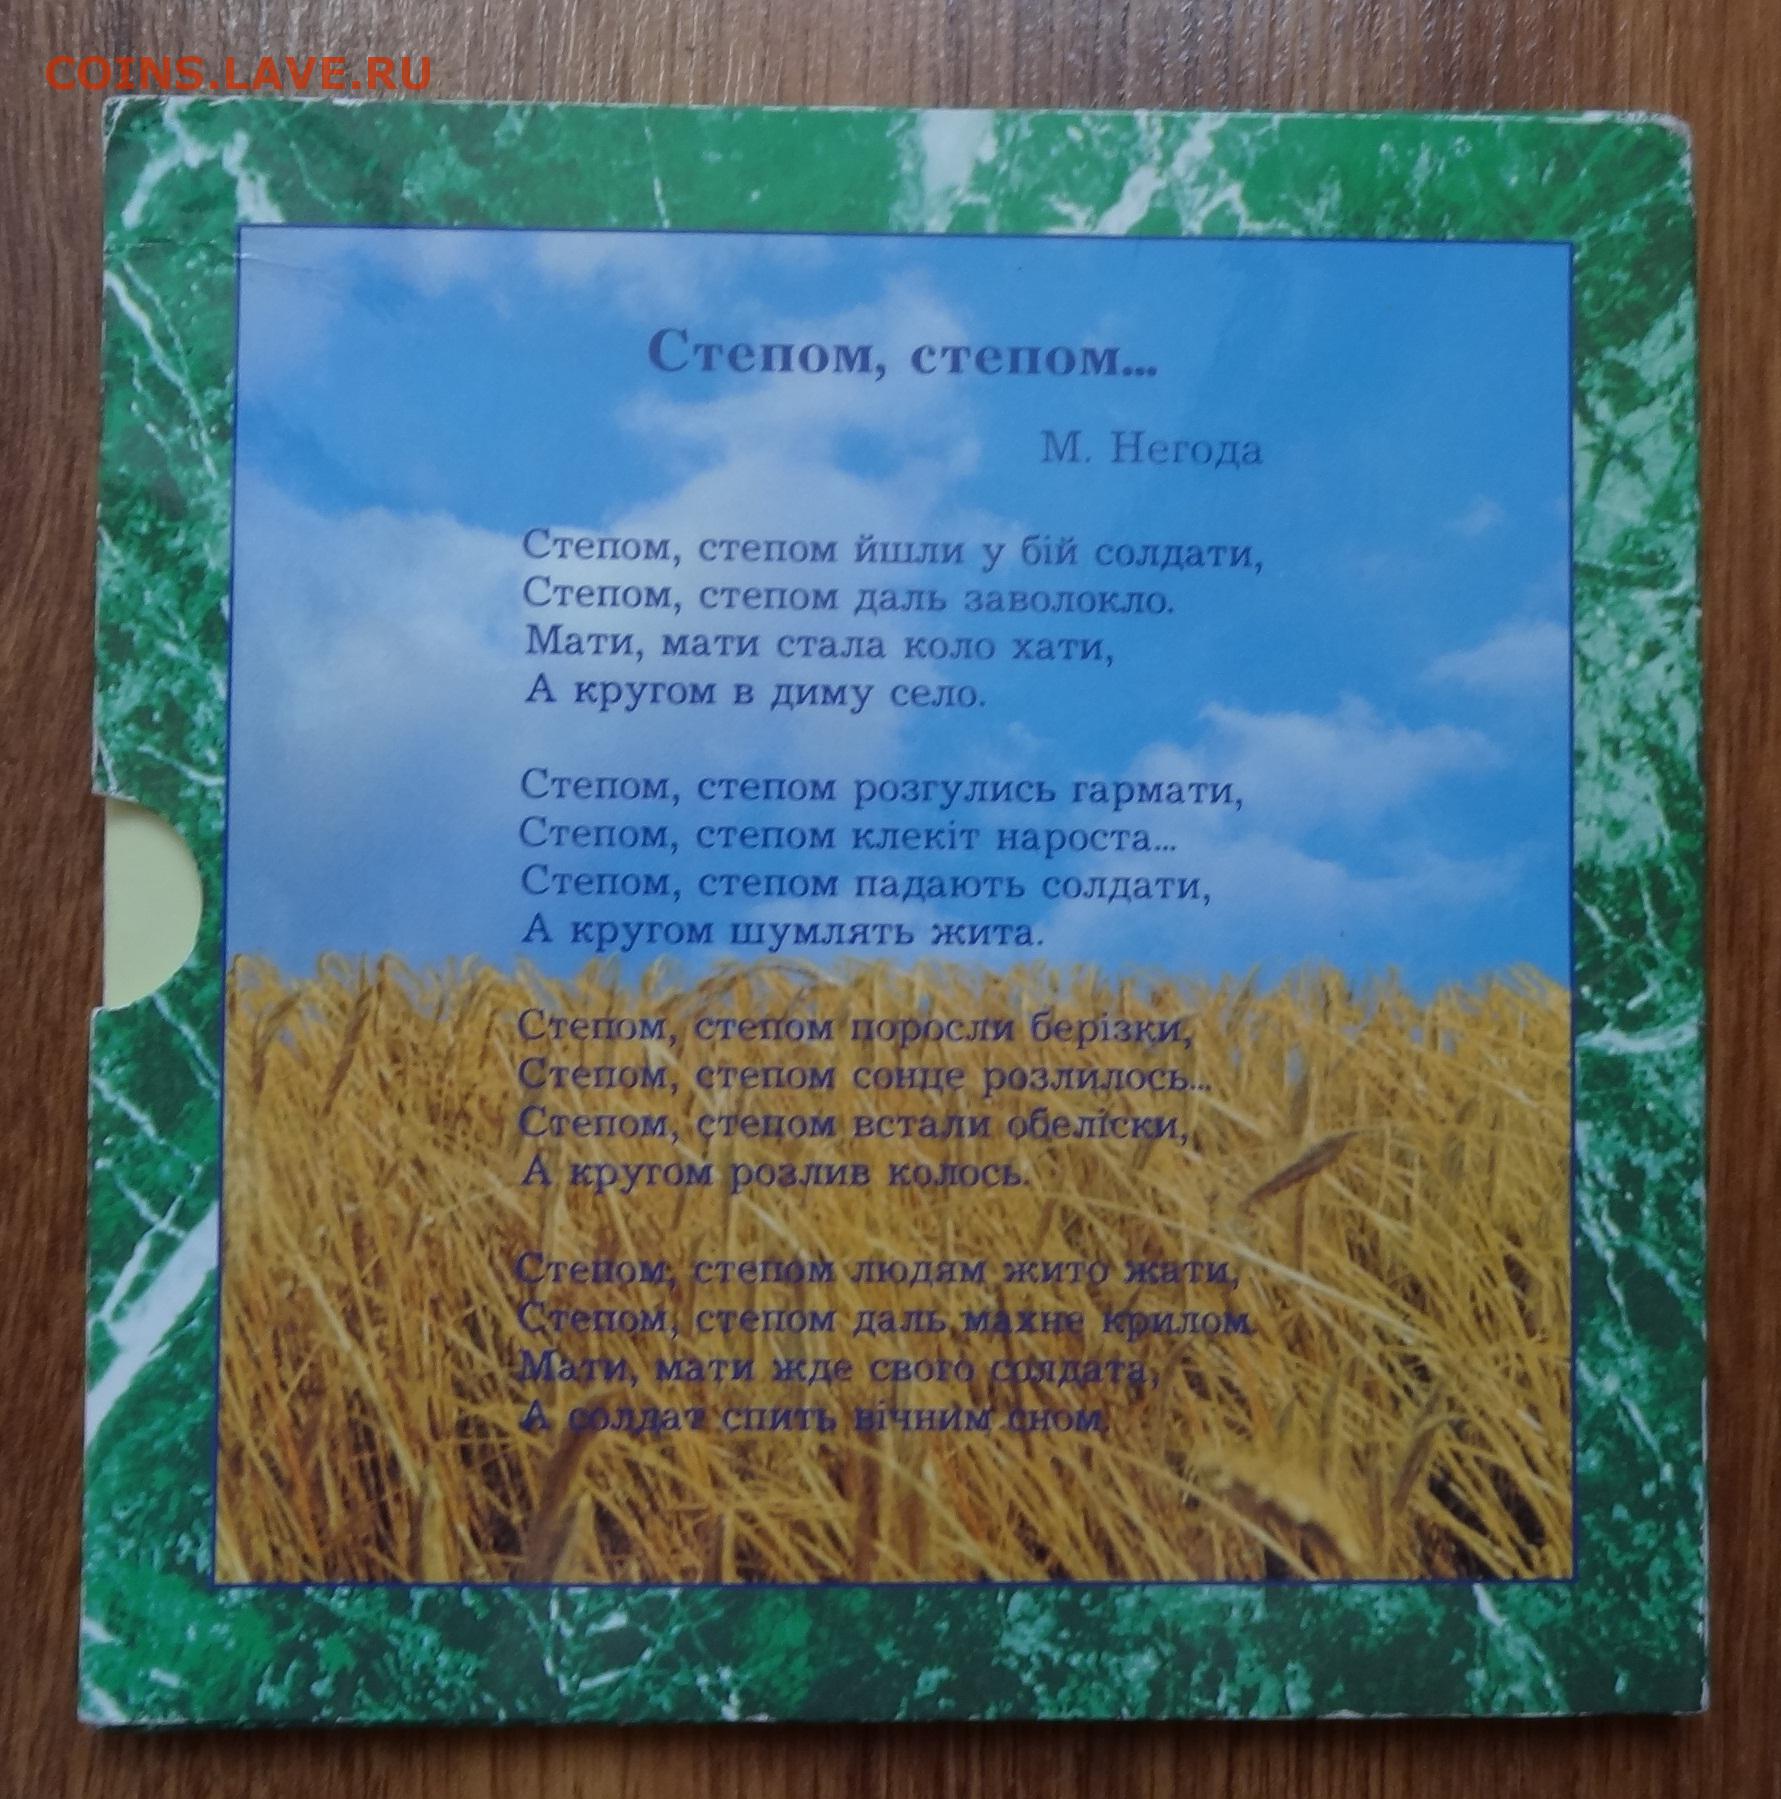 COINS.LAVE.RU
Степом, степом...
М. Негода
Степом, степом йшли у бій солдати,
Степом, степом даль заволокло.
Мати, мати стала коло хати,
А кругом в диму село.
Степом, степом розгулись гармати,
Степом, степом клекіт нароста...
Степом, степом падають солдати,
А кругом шумлять жита.
Степом, степом поросли берізки,
Степом, степом сонце розлилось...
Степом, степом встали обеліски,
А кругом розлив колось.
Степом, степом людям жито жати,
Степом, степом даль махне крилом.
Мати, мати жде свого солдата,
А солдат спить вічним сном.